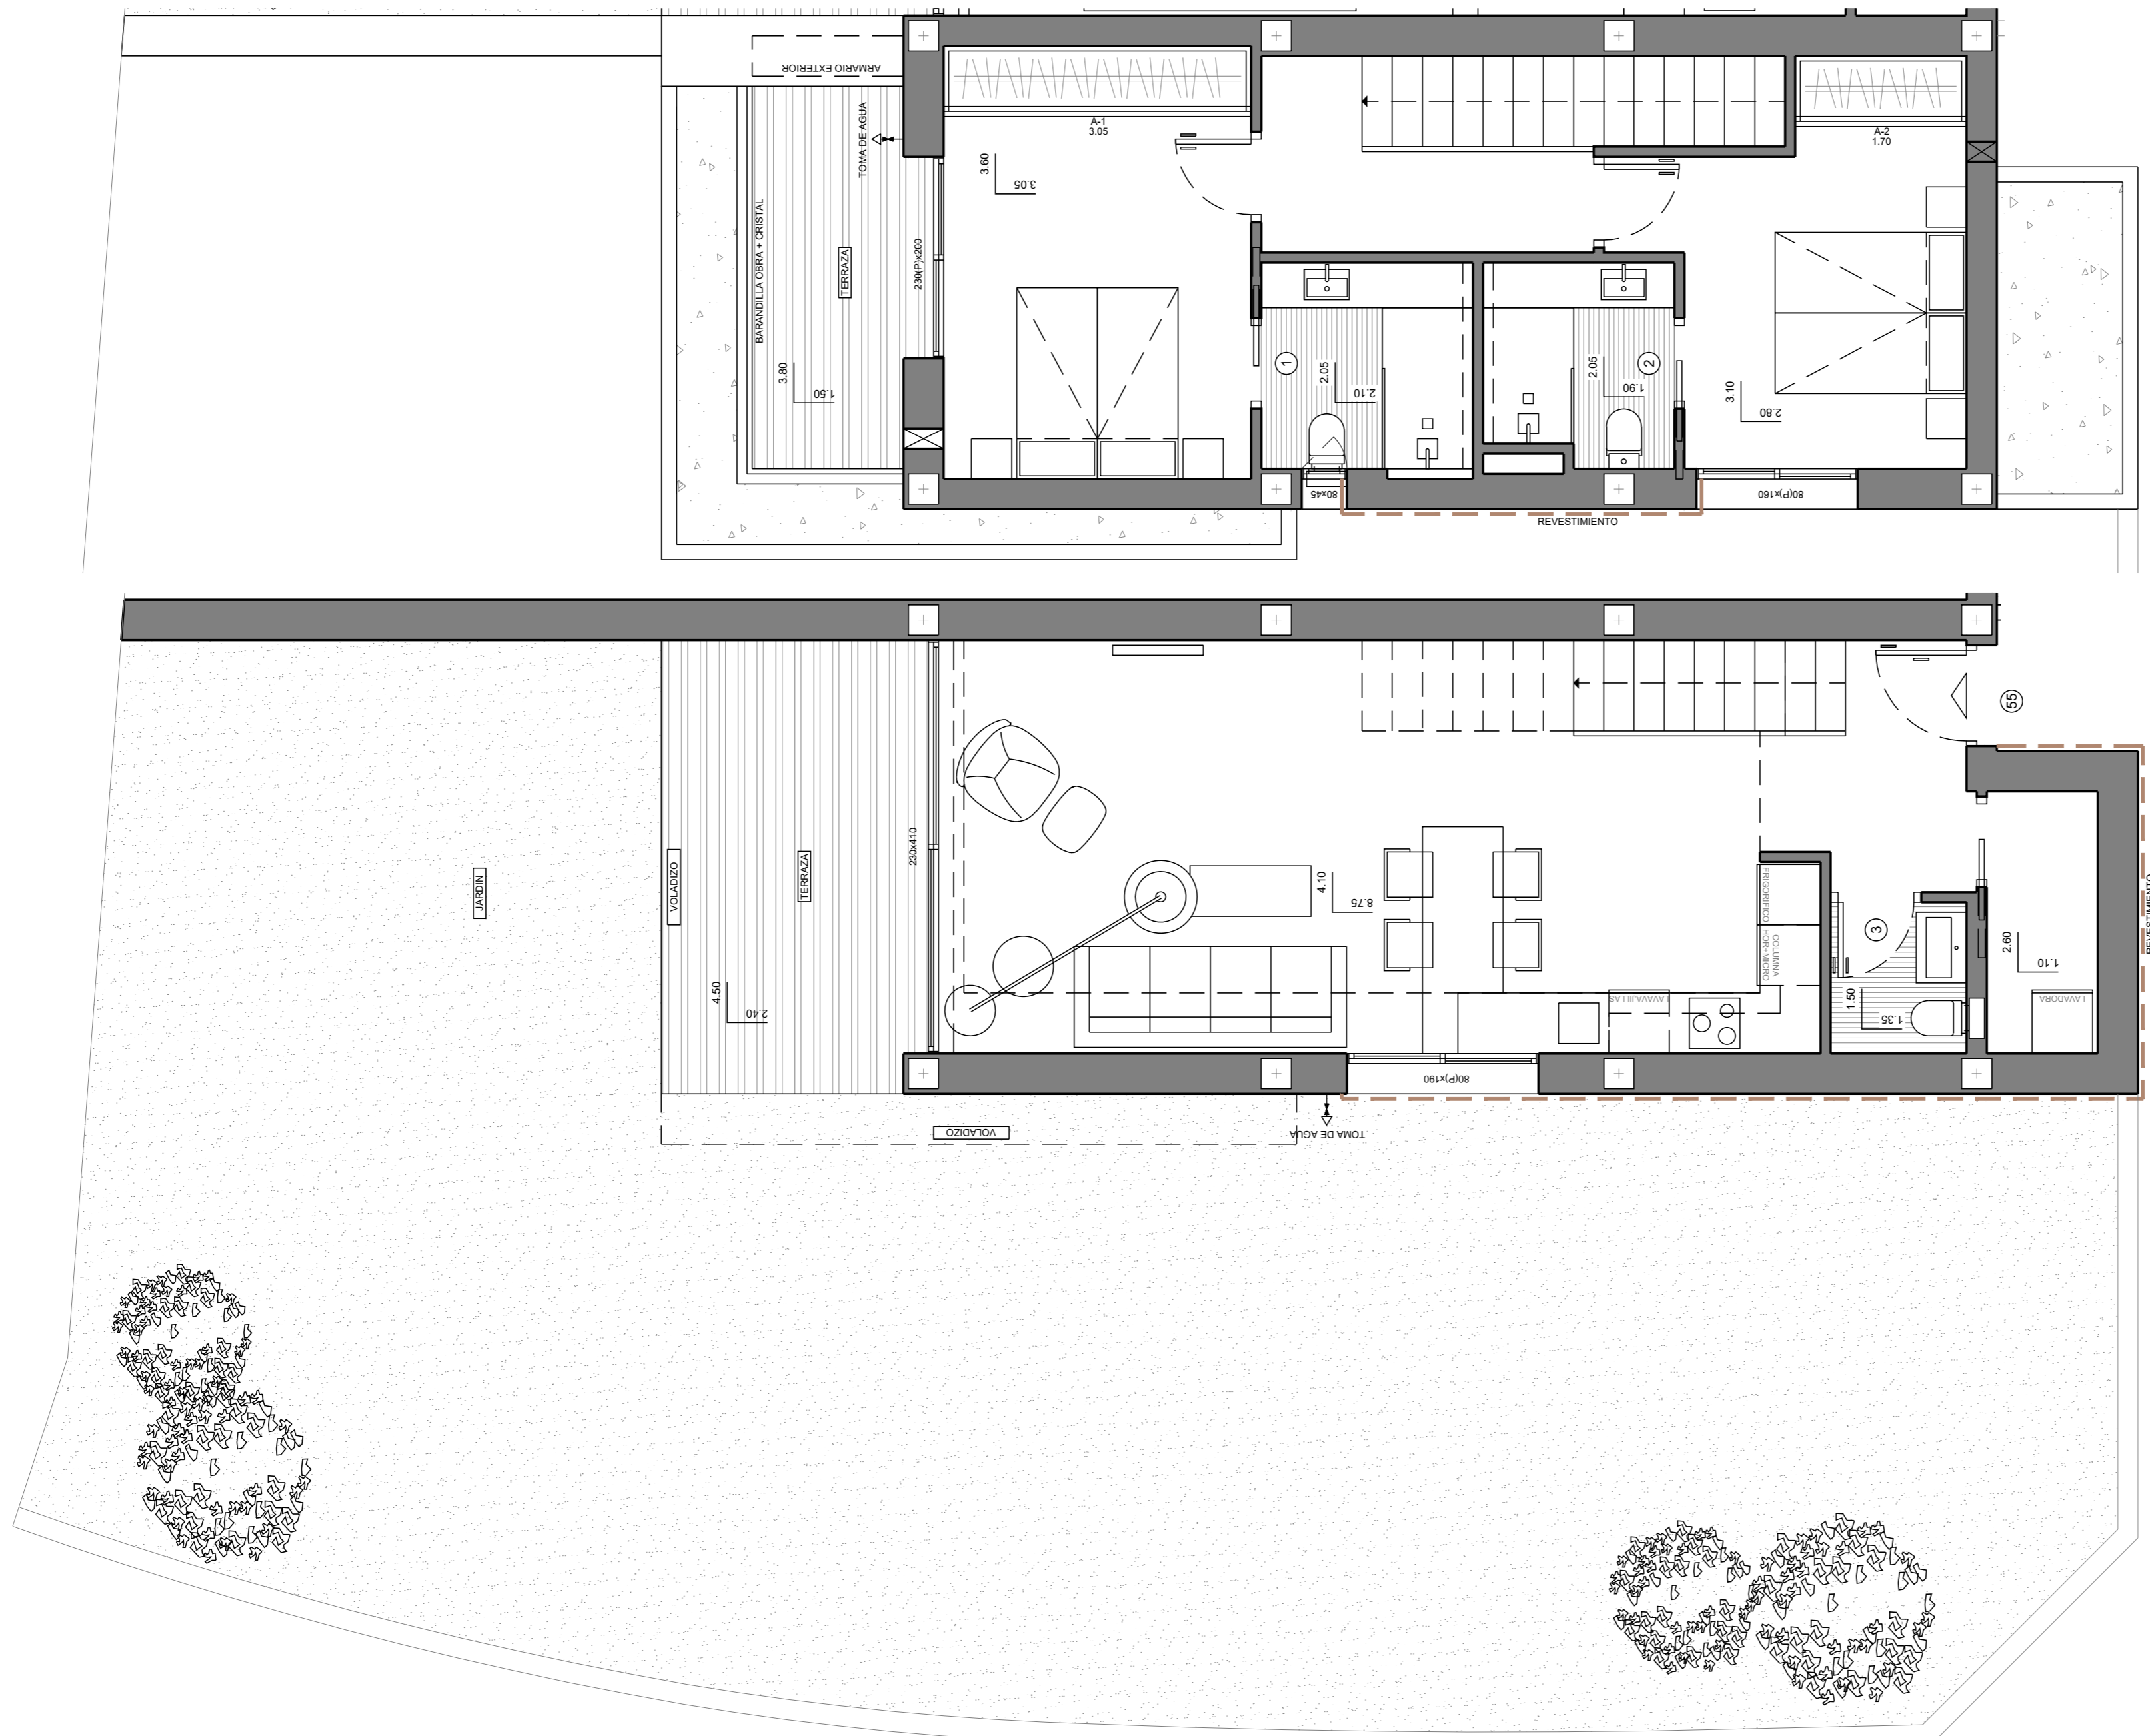 ARMARIO EXTERIOR
TOMA DE AGUA
A-1
3.05
A-2
1.70
3.60
3.05
BARANDILLA OBRA + CRISTAL
TERRAZA
230(P)x200
3.80
1.50
1
2.05
2.10
2.05
1.90
2
3.10
2.80
80x45
80(P)x160
REVESTIMIENTO
55
JARDIN
VOLADIZO
TERRAZA
230x410
4.10
8.75
FRIGORIFICO
HOR+MICRO
COLUMNA
3
2.60
1.10
REVESTIMIENTO
4.50
2.40
LAVAVAJILLAS
1.50
1.35
LAVADORA
80(P)x190
VOLADIZO
TOMA DE AGUA